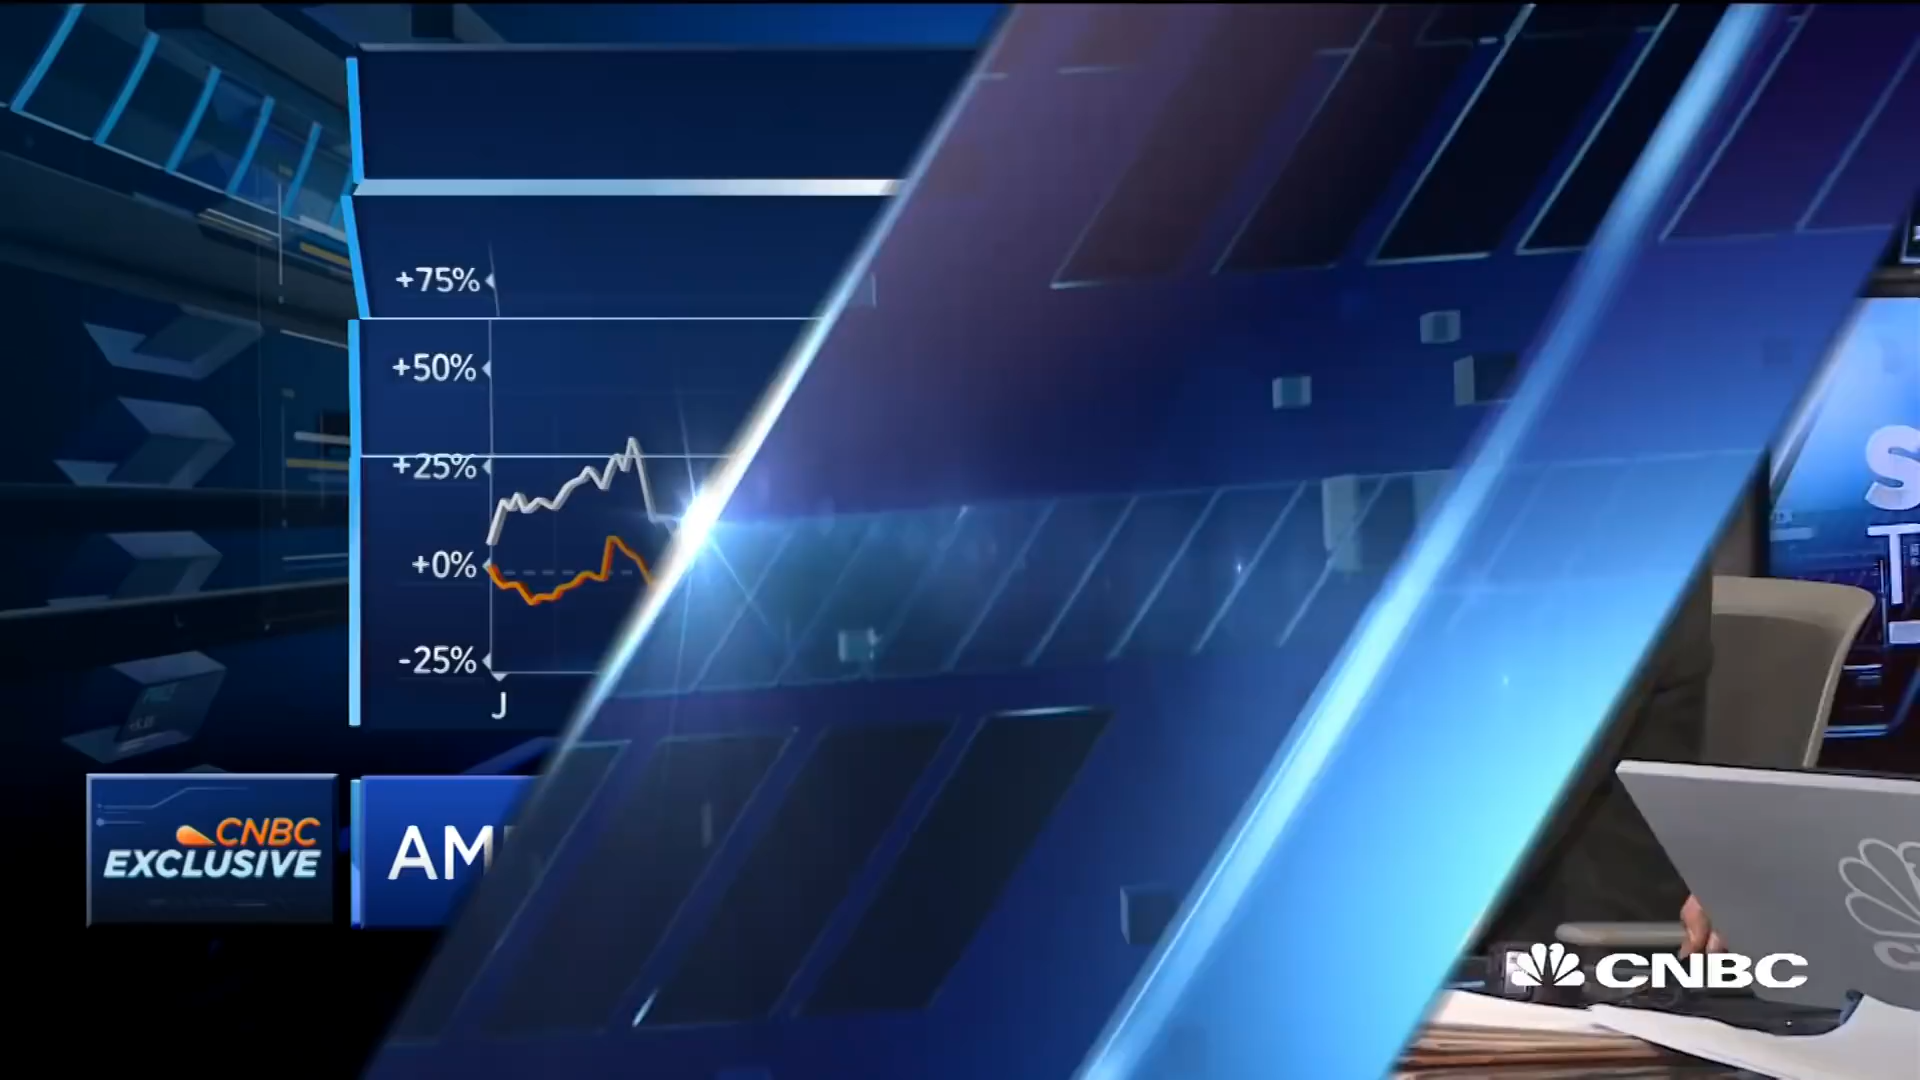 +75%
+50%
+25%
+0%
-25%
J
CNBC
EXCLUSIVE
AM
S
T
CNBC